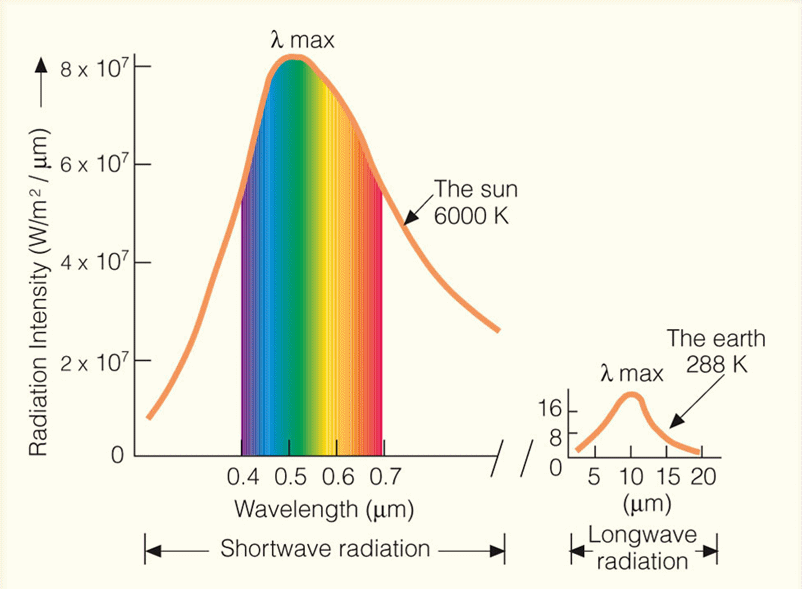 λ max
8 x 10⁷
6 x 10⁷
4 x 10⁷
2 x 10⁷
0
Radiation Intensity (W/m² / μm)
The sun
6000 K
0.4 0.5 0.6 0.7
Wavelength (μm)
Shortwave radiation
The earth
288 K
λ max
16
8
0
5 10 15 20
(μm)
Longwave
radiation